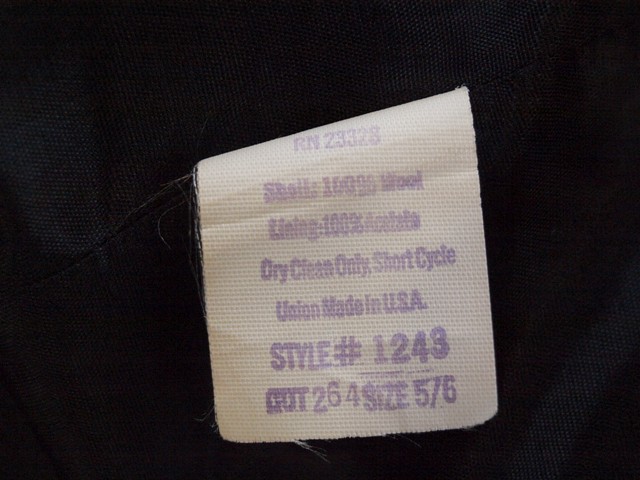 RN 23328
Shell: 100% Wool
Lining: 100% Acetate
Dry Clean Only, Short Cycle
Union Made in U.S.A.
STYLE# 1243
CUT 264 SIZE 5/6